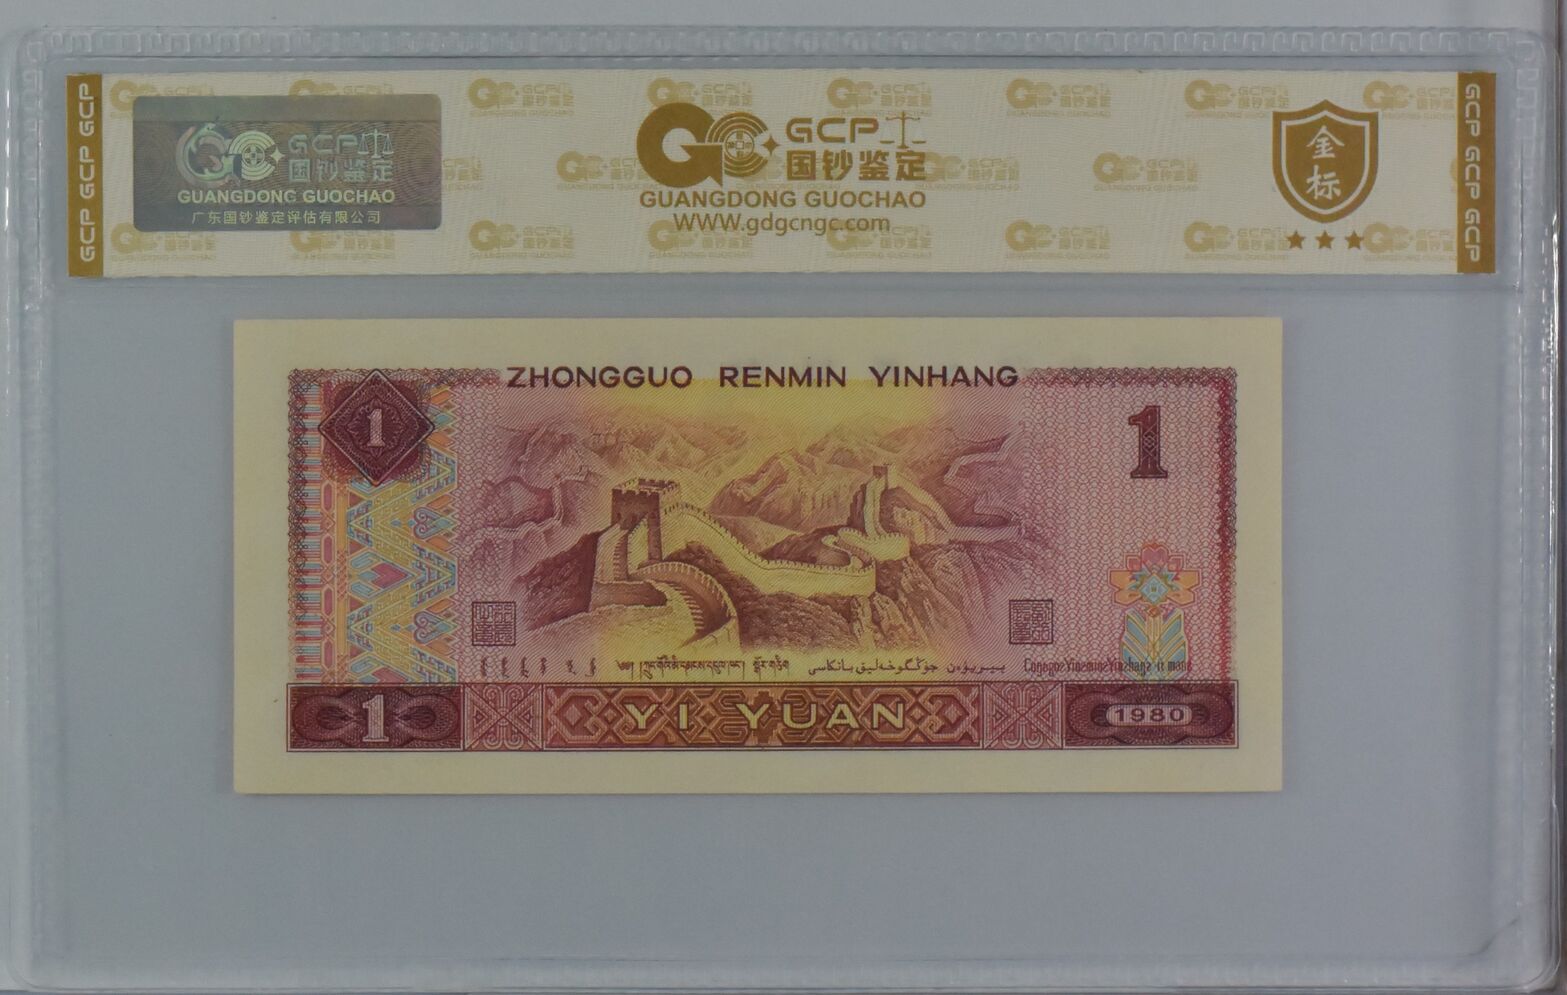 GCP GCP GCP
GCP
国钞鉴定
GUANGDONG GUOCHAO
广东国钞鉴定评估有限公司
GC GCP
国钞鉴定
GUANGDONG GUOCHAO
WWW.gdgcngc.com
金标
GCP GCP GCP
ZHONGGUO RENMIN YINHANG
1
1
YI YUAN
1
1980